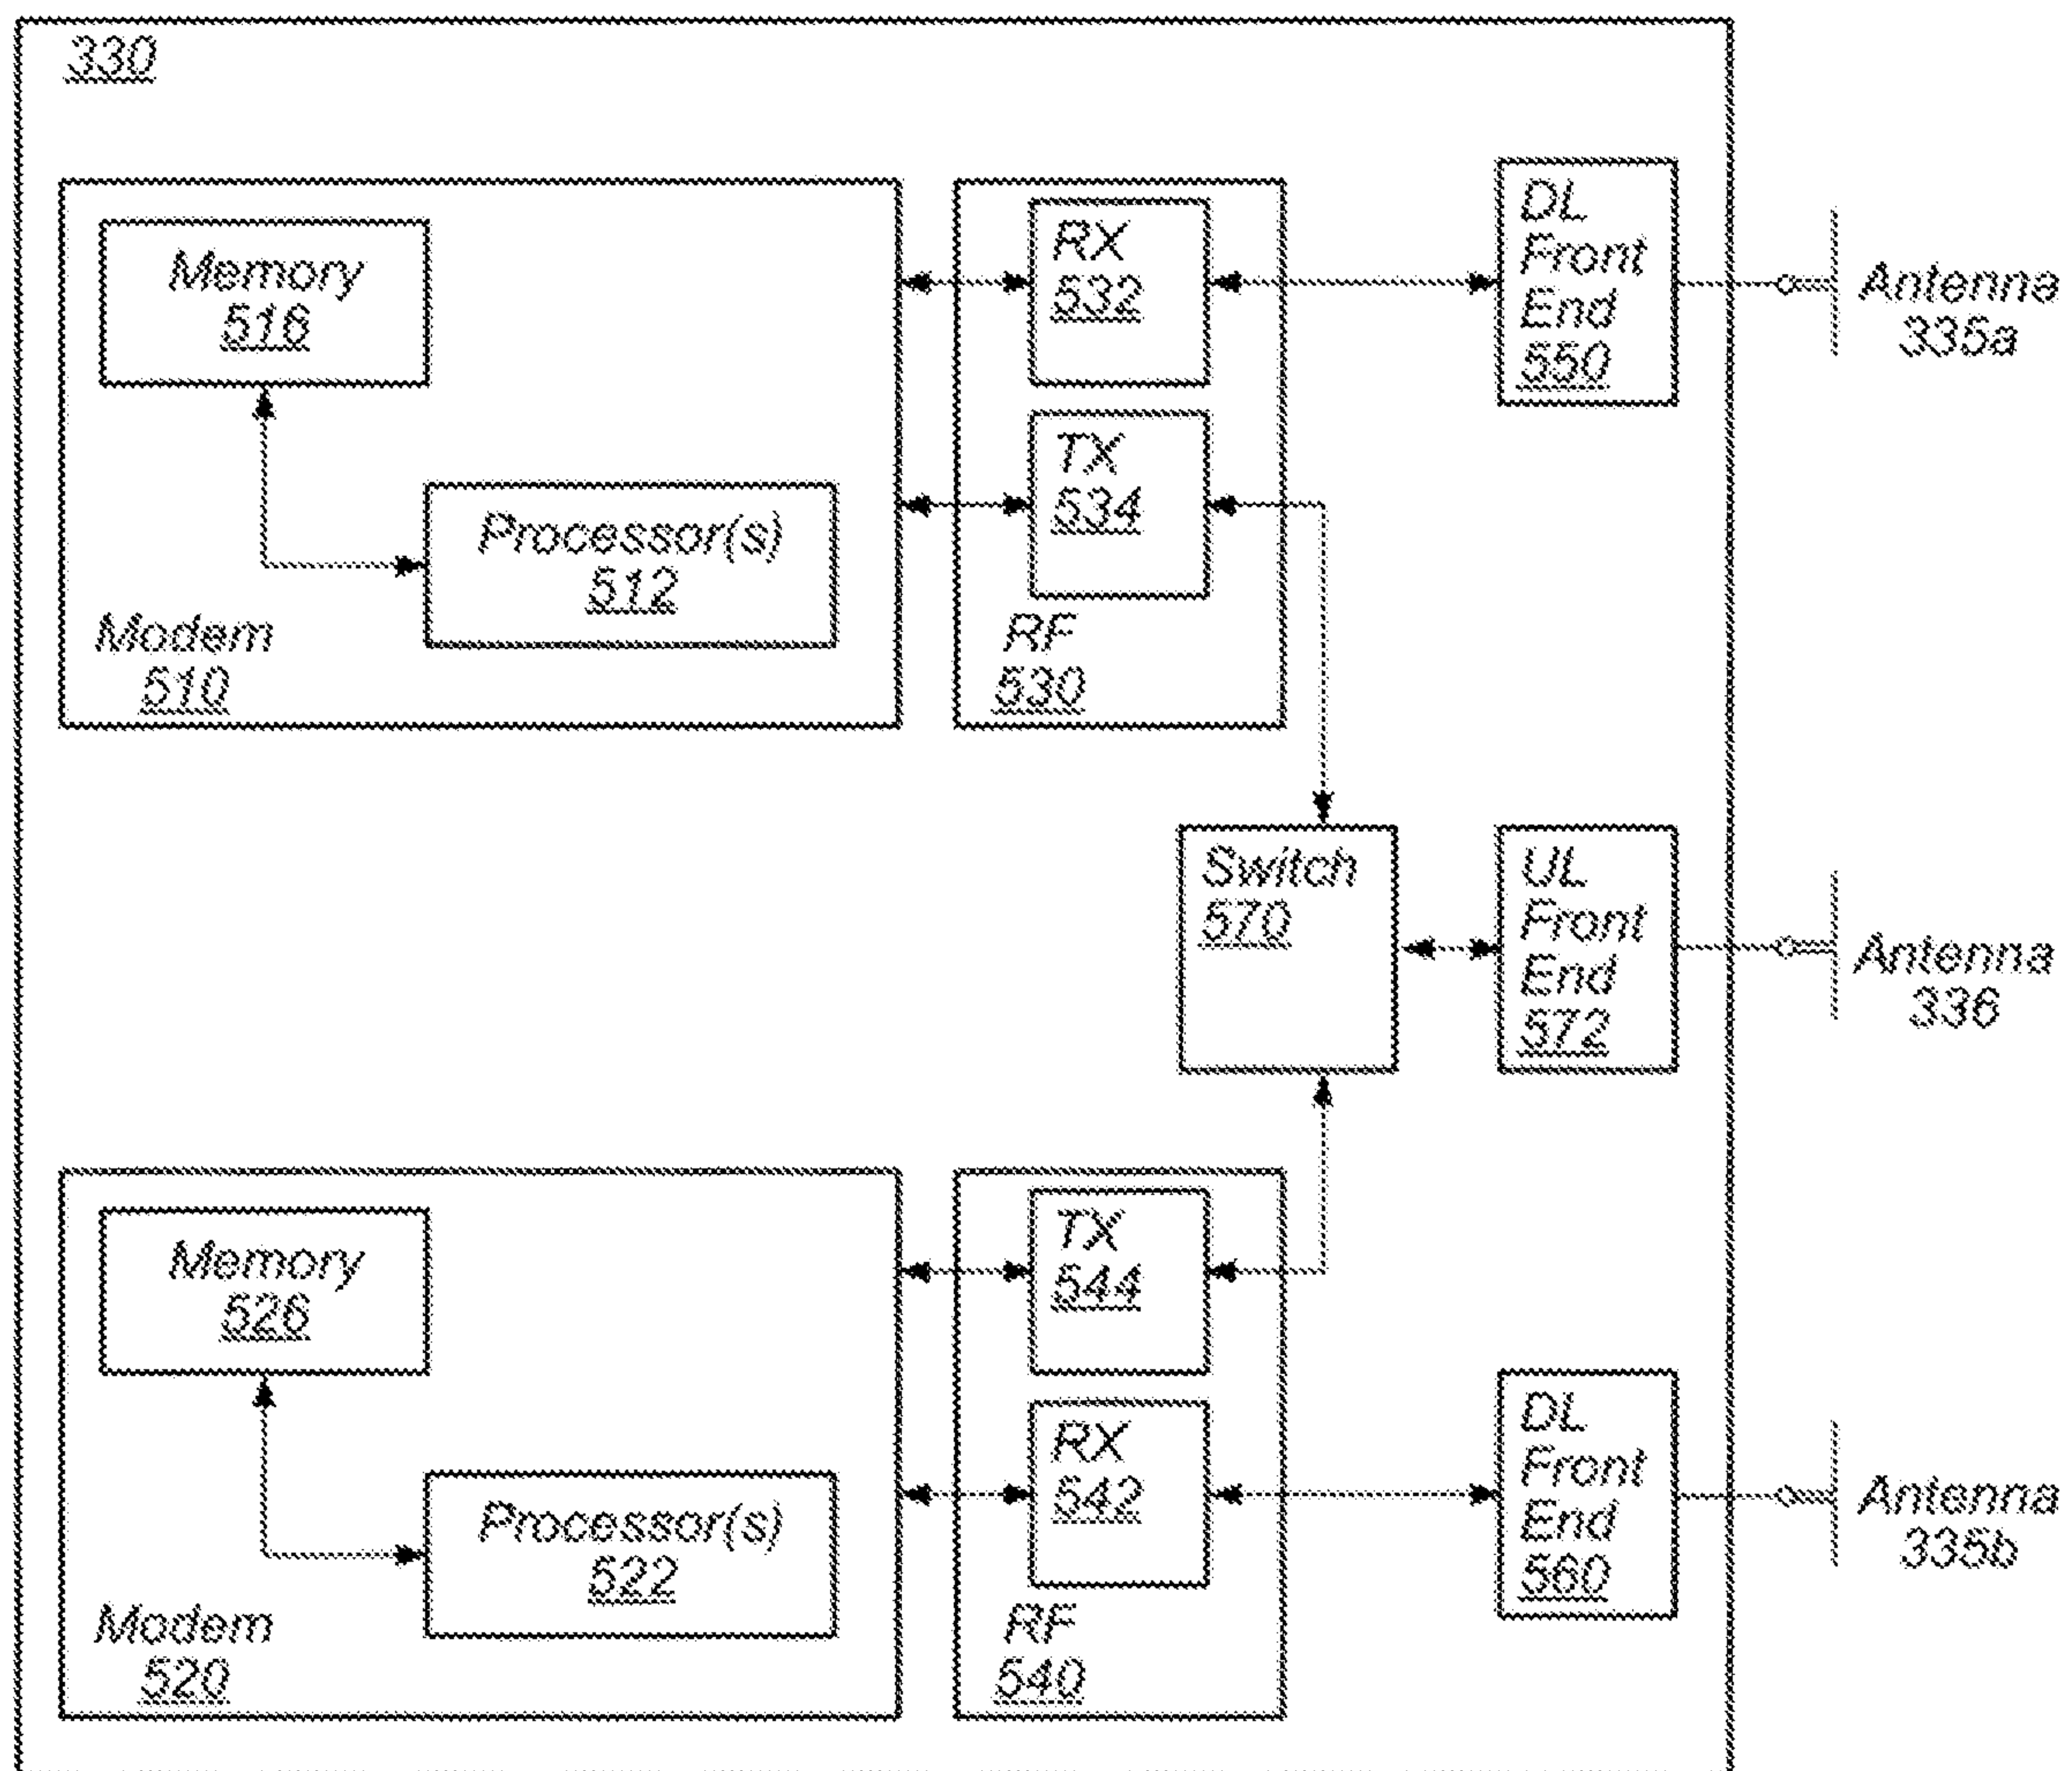 330
Memory
516
Processor(s)
512
Modem
510
RX
532
TX
534
RF
530
DL
Front
End
550
Antenna
335a
Switch
570
UL
Front
End
572
Antenna
336
Memory
526
Processor(s)
522
Modem
520
TX
544
RX
542
RF
540
DL
Front
End
560
Antenna
335b